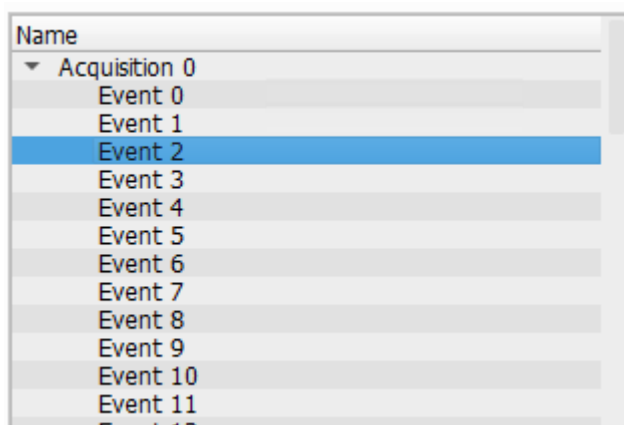 Name
Acquisition 0
Event 0
Event 1
Event 2
Event 3
Event 4
Event 5
Event 6
Event 7
Event 8
Event 9
Event 10
Event 11